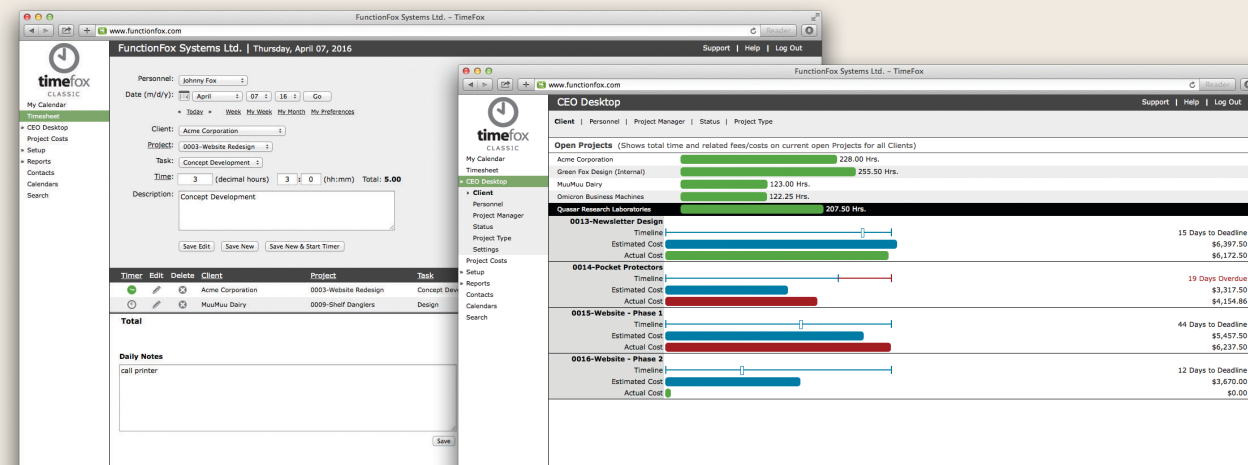 FunctionFox Systems Ltd. – TimeFox
www.functionfox.com
Reader
timefox
CLASSIC
My Calendar
Timesheet
CEO Desktop
Project Costs
Setup
Reports
Contacts
Calendars
Search
FunctionFox Systems Ltd. | Thursday, April 07, 2016
Support | Help | Log Out
Personnel: Johnny Fox
Date (m/d/y): April 07 16 Go
« Today » Week My Week My Month My Preferences
Client: Acme Corporation
Project: 0003-Website Redesign
Task: Concept Development
Time: 3 (decimal hours) 3 : 0 (hh:mm) Total: 5.00
Description: Concept Development
Save Edit Save New Save New & Start Timer
Timer Edit Delete Client Project Task
Acme Corporation 0003-Website Redesign Concept Dev
MuuMuu Dairy 0009-Shelf Danglers Design
Total
Daily Notes
call printer
Save
FunctionFox Systems Ltd. – TimeFox
www.functionfox.com
Reader
timefox
CLASSIC
My Calendar
Timesheet
CEO Desktop
Client
Personnel
Project Manager
Status
Project Type
Settings
Project Costs
Setup
Reports
Contacts
Calendars
Search
CEO Desktop
Support | Help | Log Out
Client | Personnel | Project Manager | Status | Project Type
Open Projects (Shows total time and related fees/costs on current open Projects for all Clients)
Acme Corporation 228.00 Hrs.
Green Fox Design (Internal) 255.50 Hrs.
MuuMuu Dairy 123.00 Hrs.
Omicron Business Machines 122.25 Hrs.
Quasar Research Laboratories 207.50 Hrs.
0013-Newsletter Design
Timeline 15 Days to Deadline
Estimated Cost $6,397.50
Actual Cost $6,172.50
0014-Pocket Protectors
Timeline 19 Days Overdue
Estimated Cost $3,317.50
Actual Cost $4,154.86
0015-Website - Phase 1
Timeline 44 Days to Deadline
Estimated Cost $5,457.50
Actual Cost $6,237.50
0016-Website - Phase 2
Timeline 12 Days to Deadline
Estimated Cost $3,670.00
Actual Cost $0.00